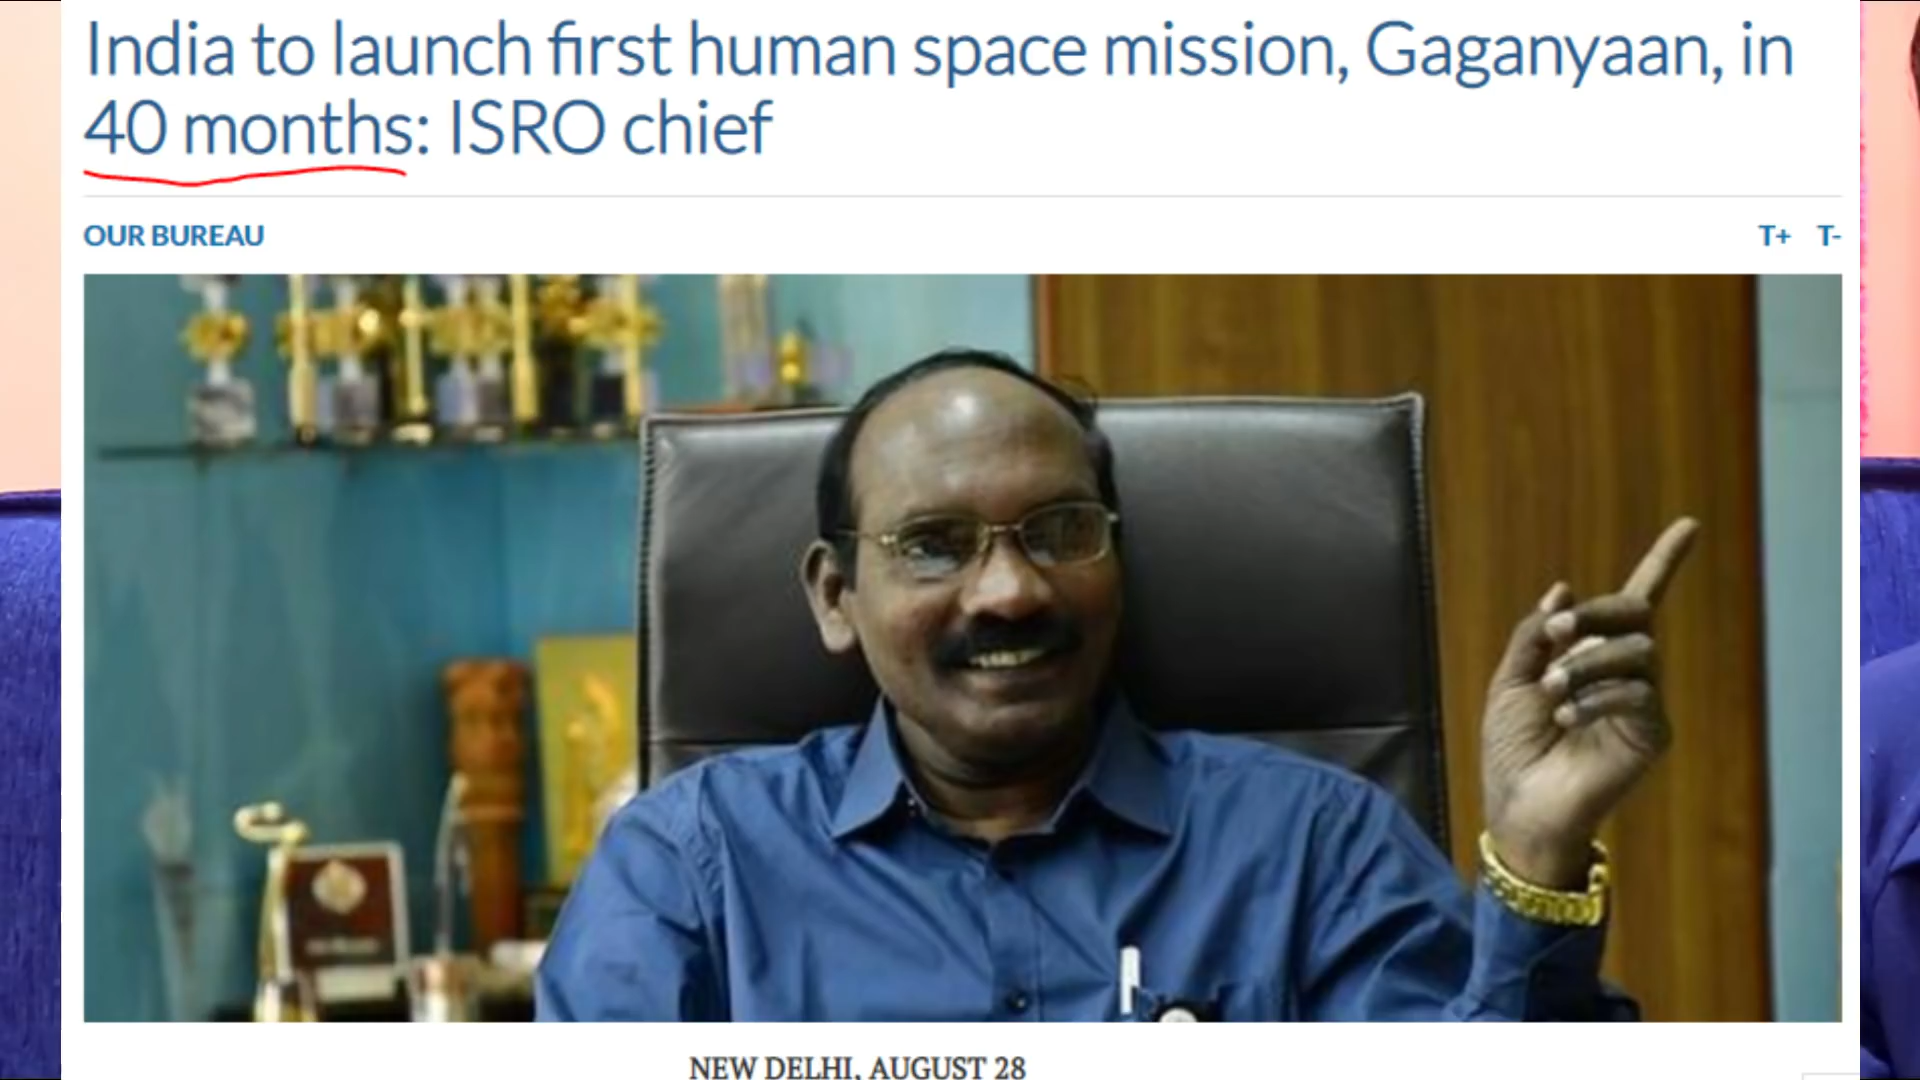 India to launch first human space mission, Gaganyaan, in
40 months: ISRO chief
OUR BUREAU
T+ T-
NEW DELHI, AUGUST 28